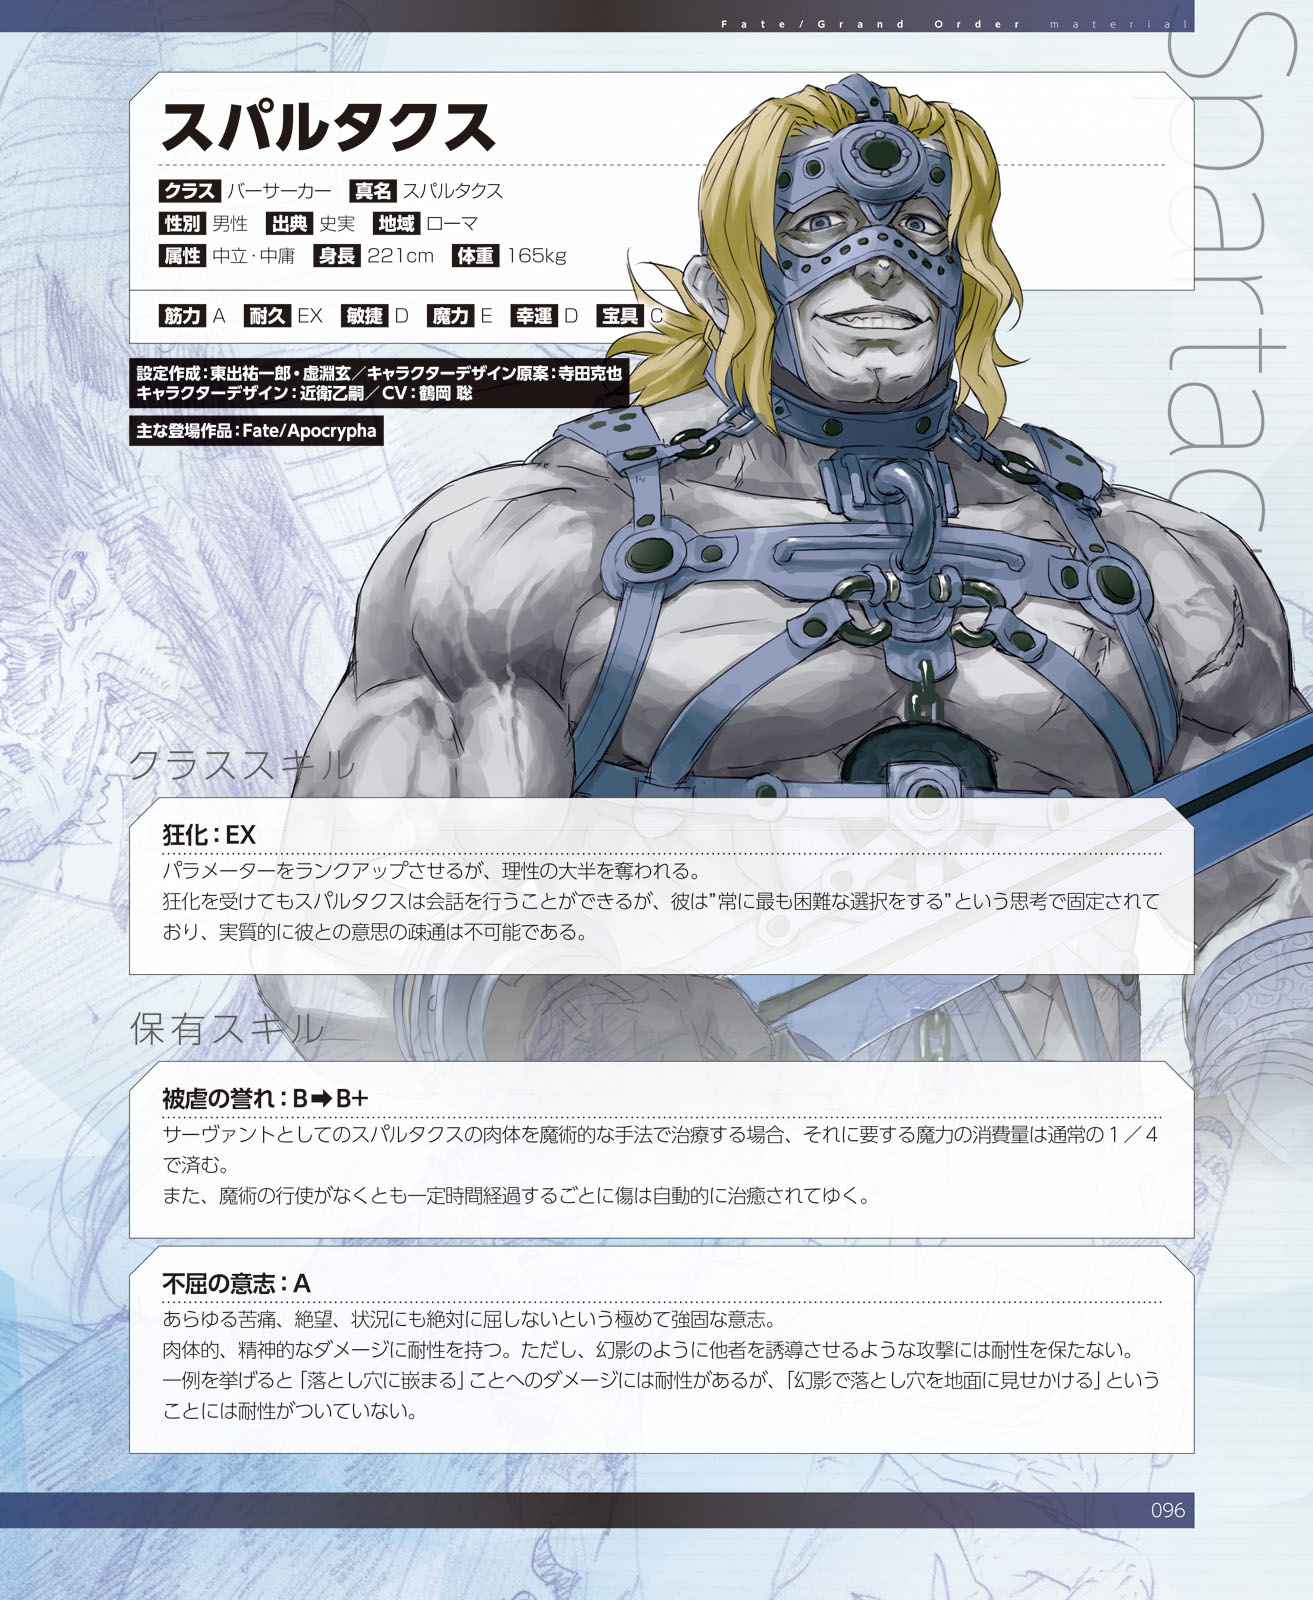 Fate/Grand Order material
Spartac
スパルタクス
クラス バーサーカー 真名 スパルタクス
性別 男性 出典 史実 地域 ローマ
属性 中立・中庸 身長 221cm 体重 165kg
筋力 A 耐久 EX 敏捷 D 魔力 E 幸運 D 宝具 C
設定作成：東出祐一郎・虚淵玄／キャラクターデザイン原案：寺田克也
キャラクターデザイン：近衛乙嗣／CV：鶴岡 聡
主な登場作品：Fate/Apocrypha
クラススキル
狂化：EX
パラメーターをランクアップさせるが、理性の大半を奪われる。
狂化を受けてもスパルタクスは会話を行うことができるが、彼は”常に最も困難な選択をする”という思考で固定されて
おり、実質的に彼との意思の疎通は不可能である。
保有スキル
被虐の誉れ：B➡B+
サーヴァントとしてのスパルタクスの肉体を魔術的な手法で治療する場合、それに要する魔力の消費量は通常の１／４
で済む。
また、魔術の行使がなくとも一定時間経過するごとに傷は自動的に治癒されてゆく。
不屈の意志：A
あらゆる苦痛、絶望、状況にも絶対に屈しないという極めて強固な意志。
肉体的、精神的なダメージに耐性を持つ。ただし、幻影のように他者を誘導させるような攻撃には耐性を保たない。
一例を挙げると「落とし穴に嵌まる」ことへのダメージには耐性があるが、「幻影で落とし穴を地面に見せかける」という
ことには耐性がついていない。
096